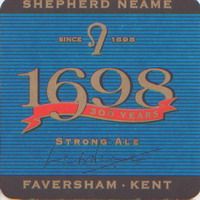 SHEPHERD NEAME
SINCE 1698
1698
300 YEARS
STRONG ALE
FAVERSHAM · KENT